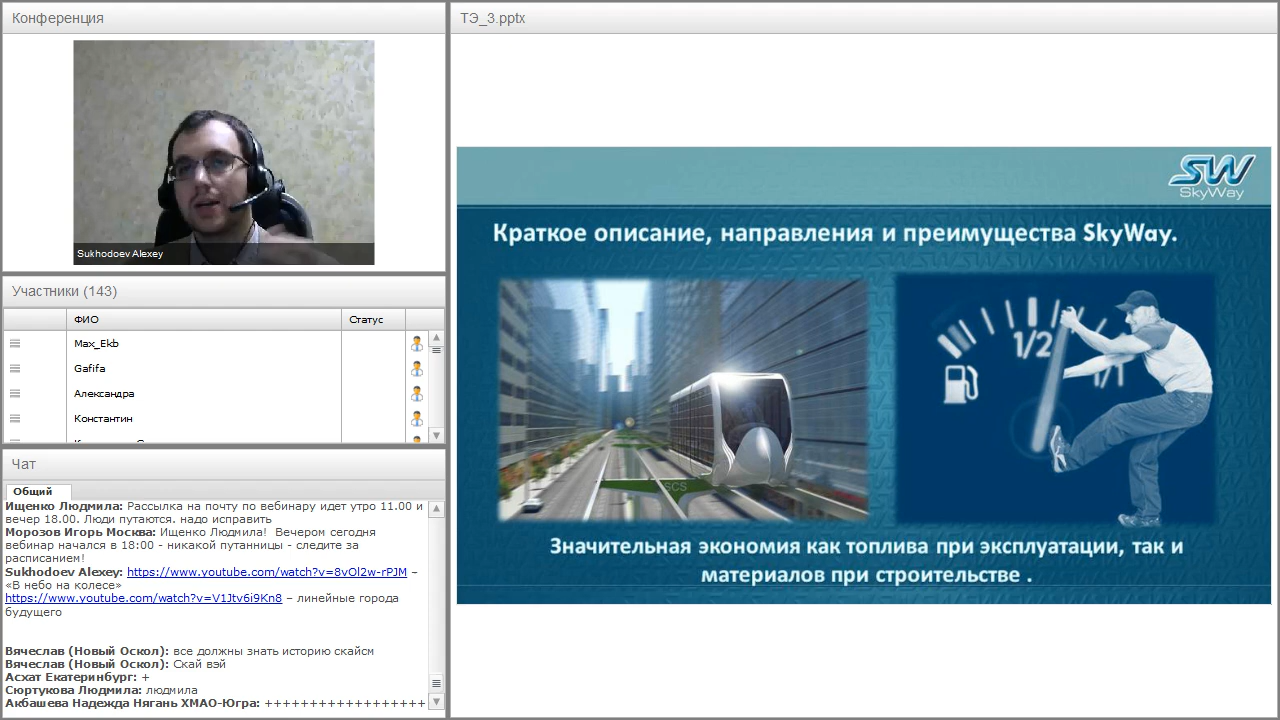 Конференция
Sukhodoev Alexey
Участники (143)
ФИО
Статус
Max_Ekb
Gafifa
Александра
Константин
Чат
Общий
Ищенко Людмила: Рассылка на почту по вебинару идет утро 11.00 и
вечер 18.00. Люди путаются. надо исправить
Морозов Игорь Москва: Ищенко Людмила! Вечером сегодня
вебинар начался в 18:00 - никакой путанницы - следите за
расписанием!
Sukhodoev Alexey: https://www.youtube.com/watch?v=8vOl2w-rPJM –
«В небо на колесе»
https://www.youtube.com/watch?v=V1Jtv6i9Kn8 – линейные города
будущего
Вячеслав (Новый Оскол): все должны знать историю скайсм
Вячеслав (Новый Оскол): Скай вэй
Асхат Екатеринбург: +
Сюртукова Людмила: людмила
Акбашева Надежда Нягань ХМАО-Югра: ++++++++++++++++++
ТЭ_3.pptx
SW
SkyWay
Краткое описание, направления и преимущества SkyWay.
SCS
1/2
1/1
Значительная экономия как топлива при эксплуатации, так и
материалов при строительстве .